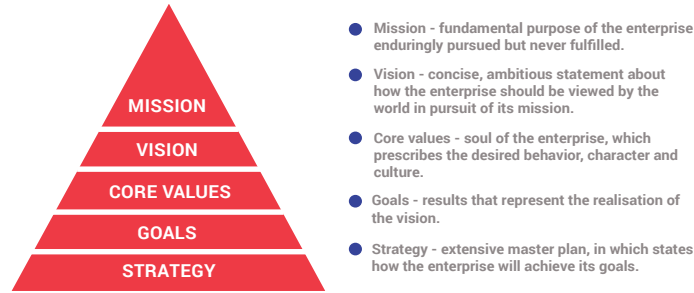 MISSION
VISION
CORE VALUES
GOALS
STRATEGY
Mission - fundamental purpose of the enterprise
enduringly pursued but never fulfilled.
Vision - concise, ambitious statement about
how the enterprise should be viewed by the
world in pursuit of its mission.
Core values - soul of the enterprise, which
prescribes the desired behavior, character and
culture.
Goals - results that represent the realisation of
the vision.
Strategy - extensive master plan, in which states
how the enterprise will achieve its goals.